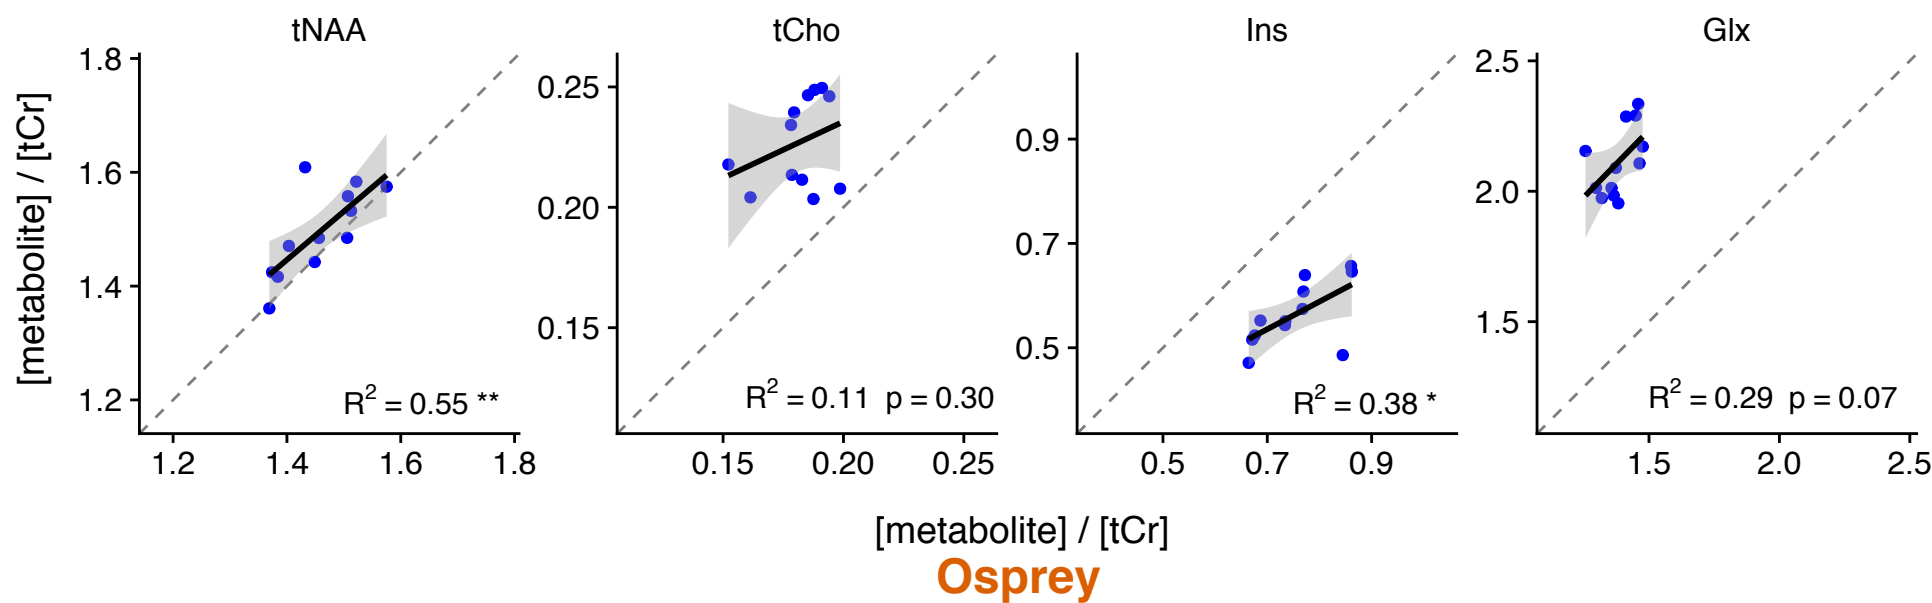 tNAA
tCho
Ins
Glx
[metabolite] / [tCr]
1.8
1.6
1.4
1.2
R² = 0.55 **
1.2 1.4 1.6 1.8
0.25
0.20
0.15
R² = 0.11 p = 0.30
0.15 0.20 0.25
0.9
0.7
0.5
R² = 0.38 *
0.5 0.7 0.9
2.5
2.0
1.5
R² = 0.29 p = 0.07
1.5 2.0 2.5
[metabolite] / [tCr]
Osprey